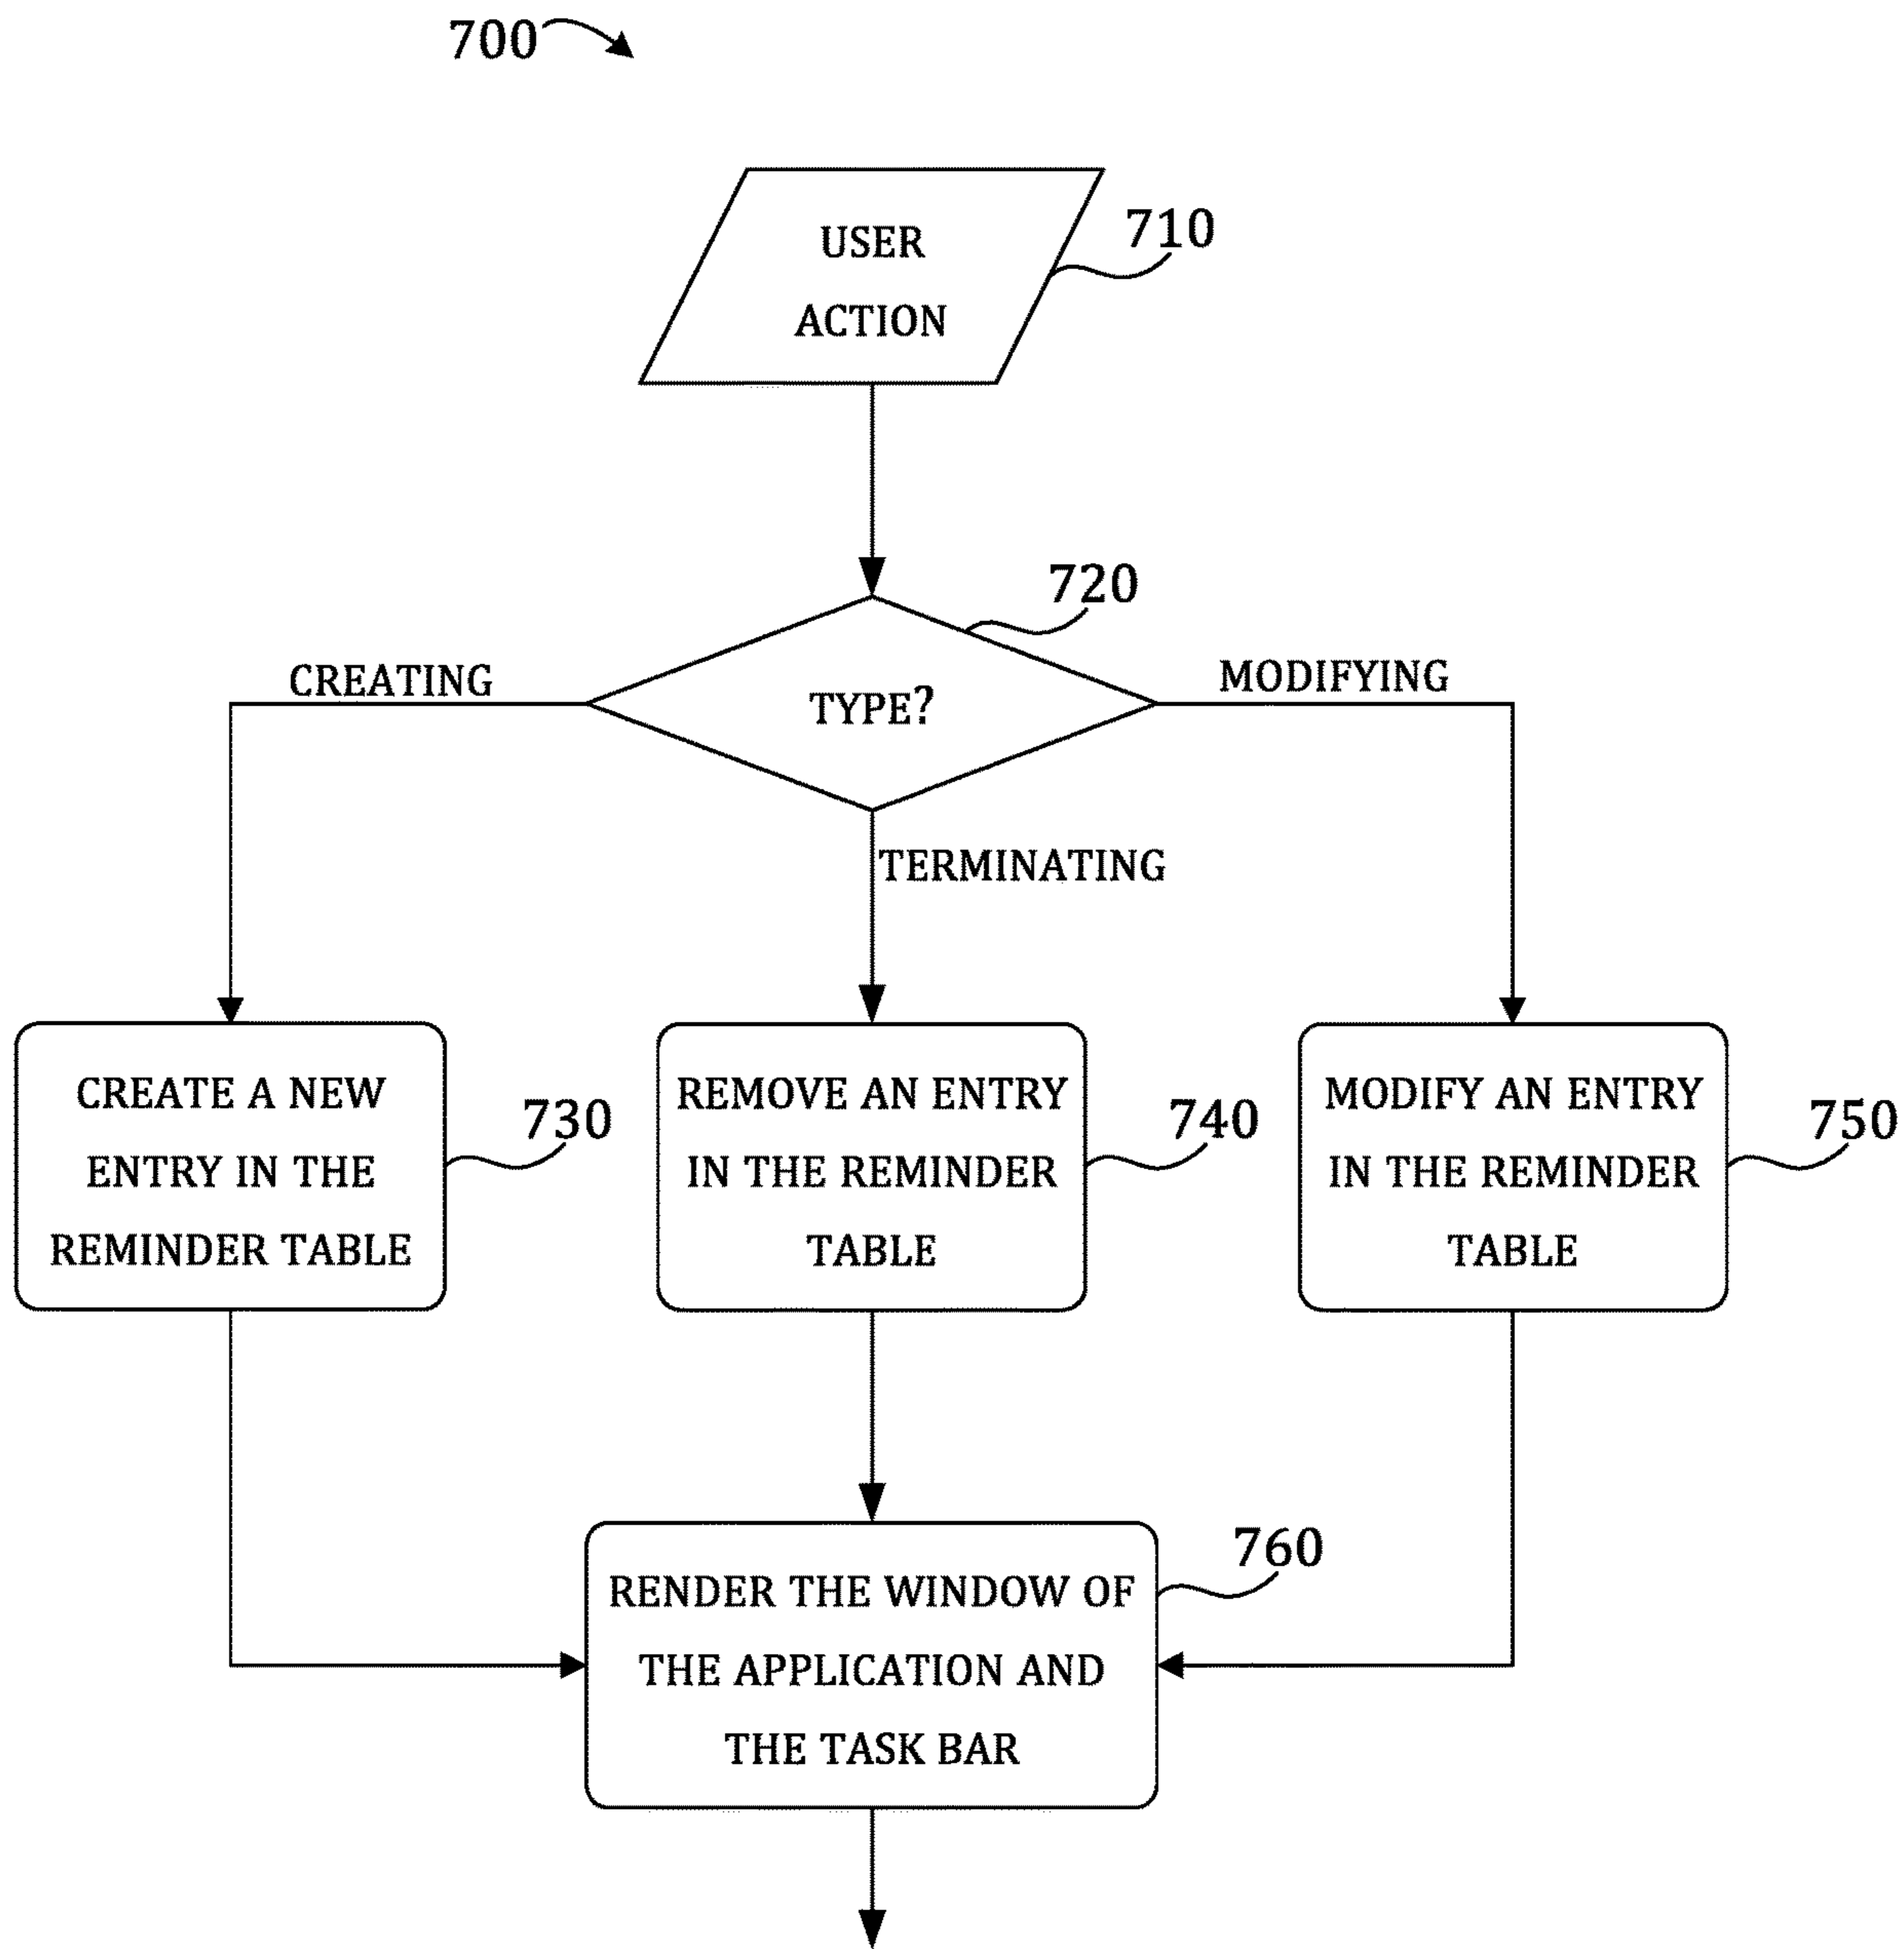 700
USER
ACTION
710
720
CREATING
TYPE?
MODIFYING
TERMINATING
CREATE A NEW
ENTRY IN THE
REMINDER TABLE
730
REMOVE AN ENTRY
IN THE REMINDER
TABLE
740
MODIFY AN ENTRY
IN THE REMINDER
TABLE
750
760
RENDER THE WINDOW OF
THE APPLICATION AND
THE TASK BAR